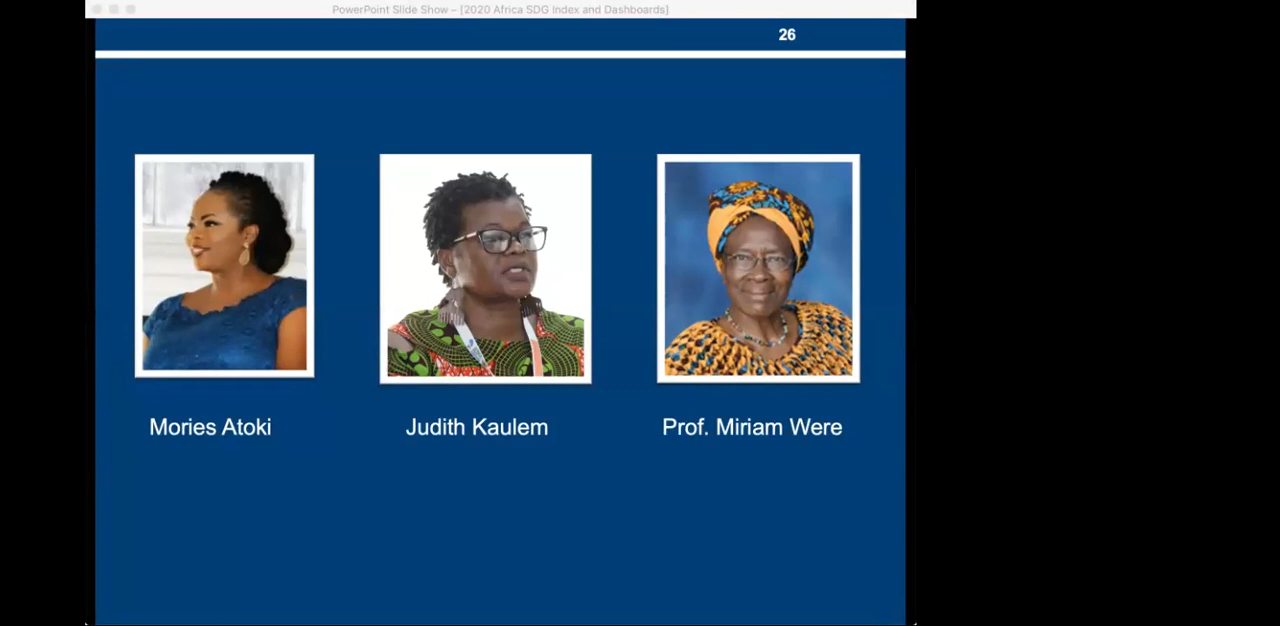 PowerPoint Slide Show – [2020 Africa SDG Index and Dashboards]
26
Mories Atoki
Judith Kaulem
Prof. Miriam Were